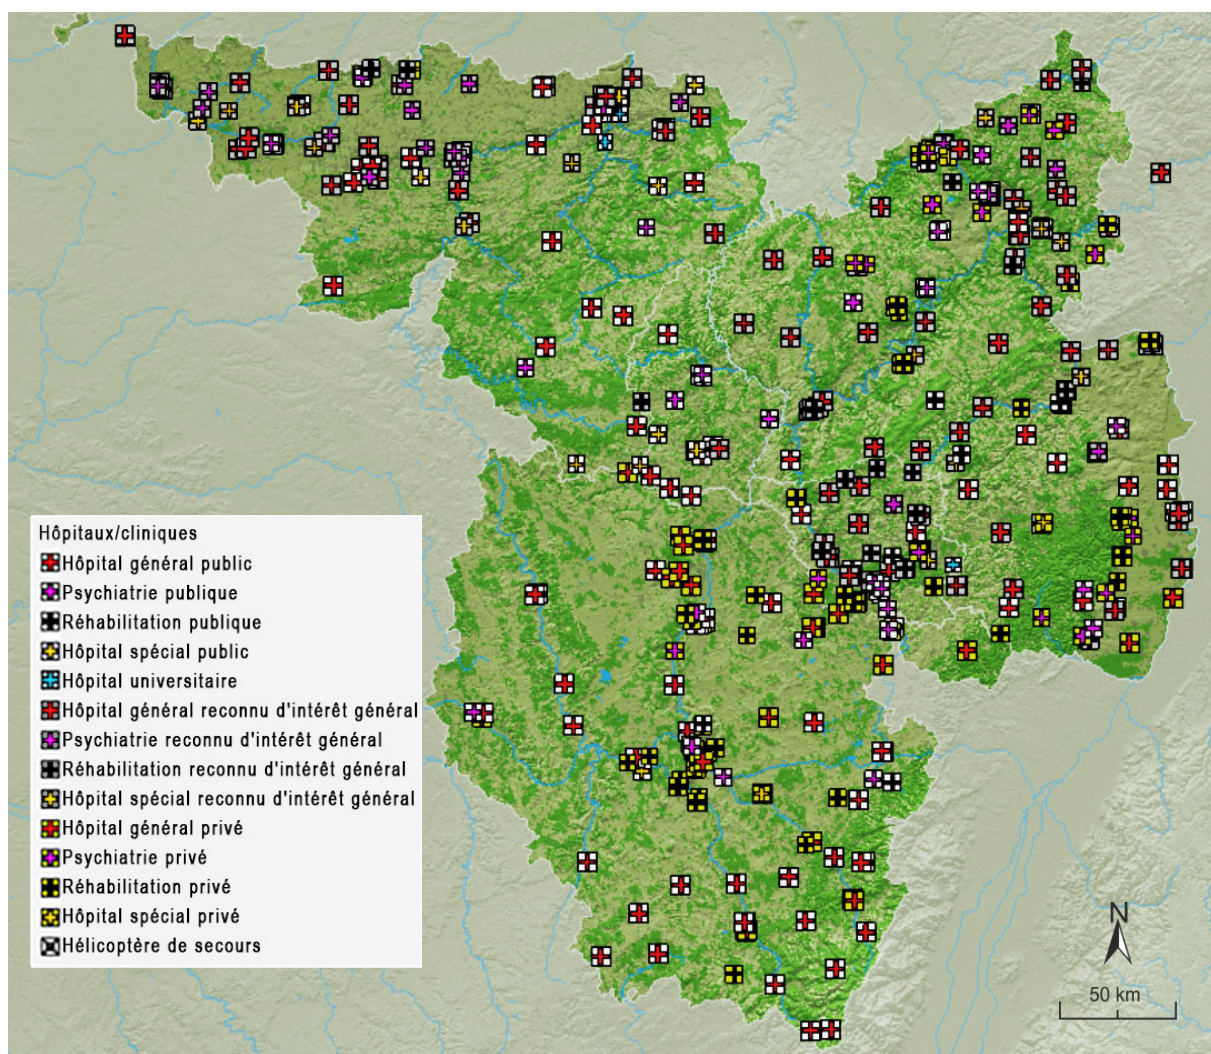 Hôpitaux/cliniques
Hôpital général public
Psychiatrie publique
Réhabilitation publique
Hôpital spécial public
Hôpital universitaire
Hôpital général reconnu d'intérêt général
Psychiatrie reconnu d'intérêt général
Réhabilitation reconnu d'intérêt général
Hôpital spécial reconnu d'intérêt général
Hôpital général privé
Psychiatrie privé
Réhabilitation privé
Hôpital spécial privé
Hélicoptère de secours
N
50 km